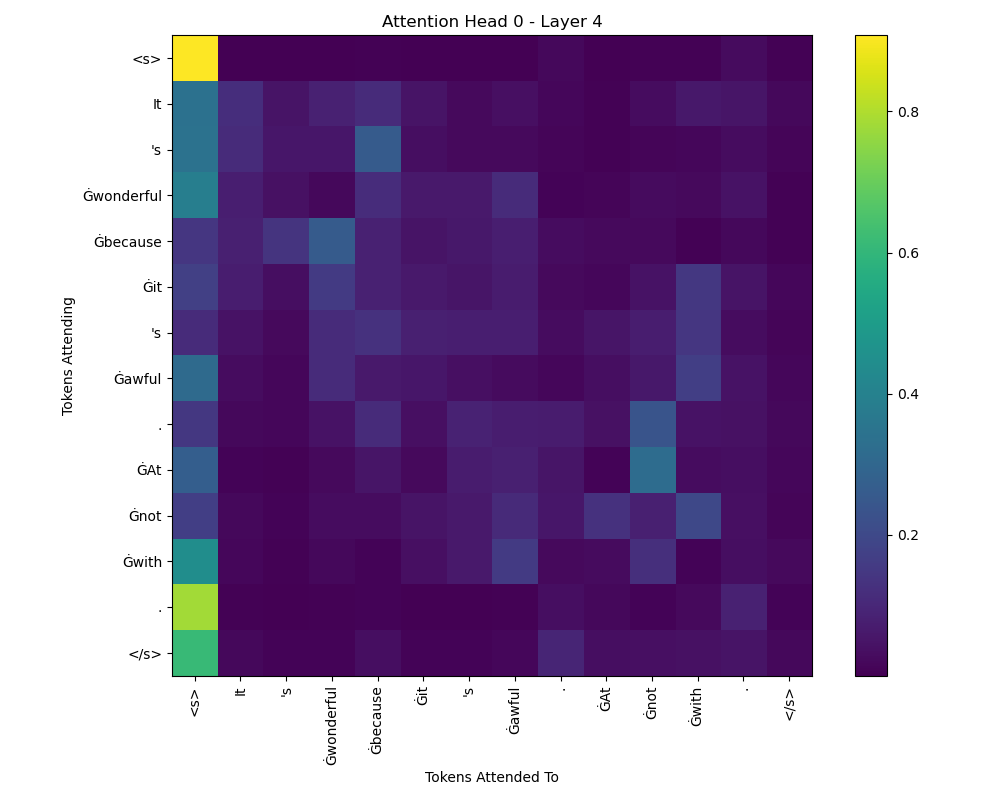 Attention Head 0 - Layer 4
<s>
It
's
Ġwonderful
Ġbecause
Ġit
's
Ġawful
.
ĠAt
Ġnot
Ġwith
.
</s>
Tokens Attending
<s>
It
's
Ġwonderful
Ġbecause
Ġit
's
Ġawful
.
ĠAt
Ġnot
Ġwith
.
</s>
Tokens Attended To
0.8
0.6
0.4
0.2